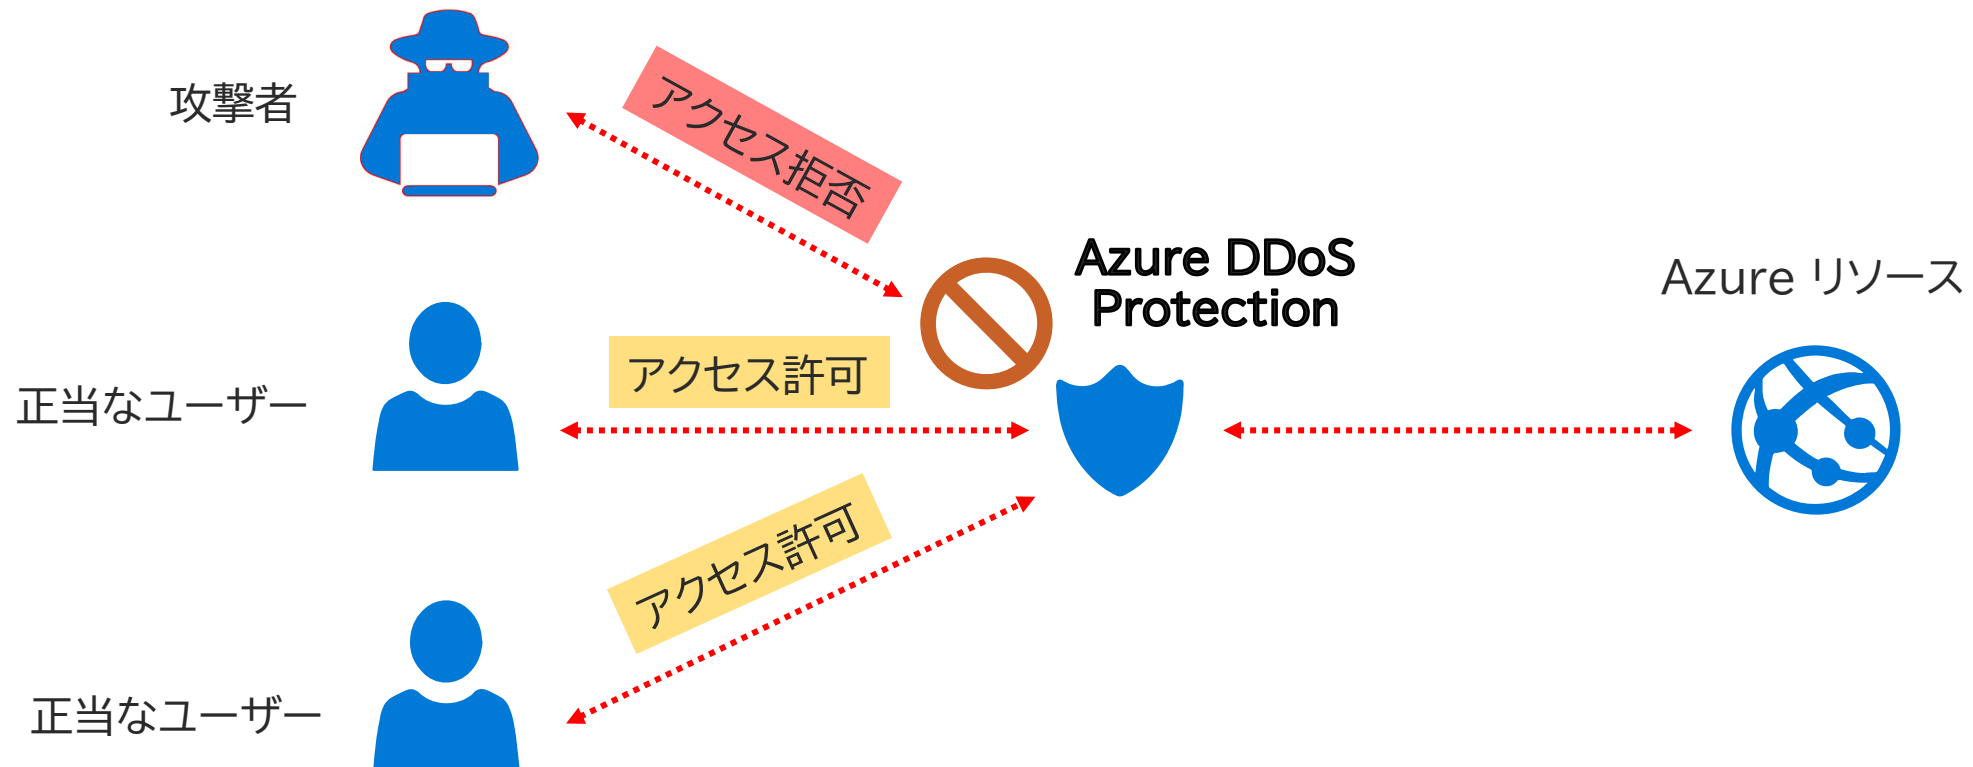 攻撃者
アクセス拒否
Azure DDoS
Protection
Azure リソース
アクセス許可
正当なユーザー
アクセス許可
正当なユーザー